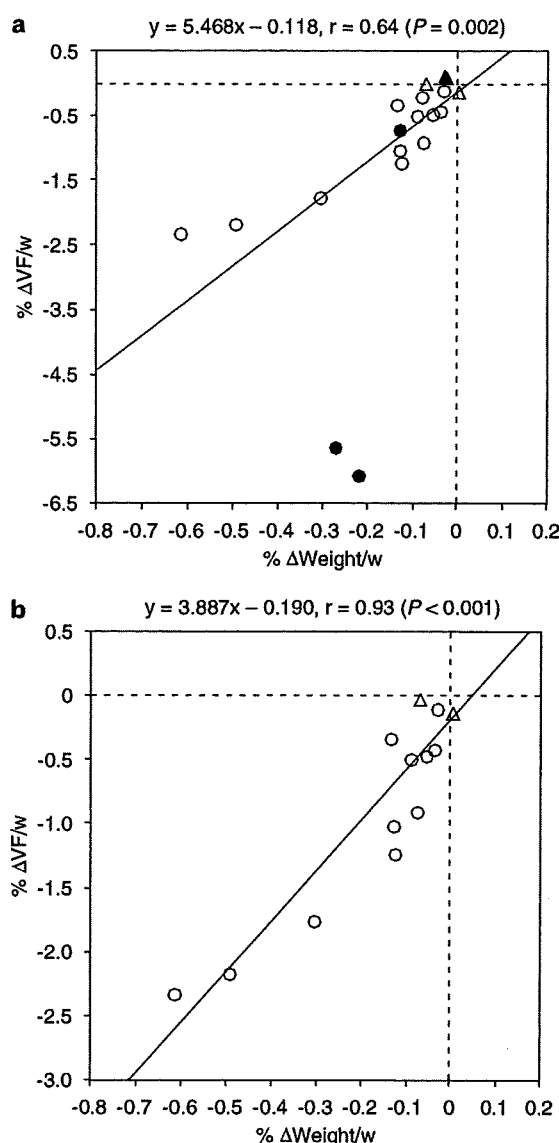 a
y = 5.468x – 0.118, r = 0.64 (P = 0.002)
0.5
-0.5
-1.5
-2.5
-3.5
-4.5
-5.5
-6.5
% ΔVF/w
-0.8 -0.7 -0.6 -0.5 -0.4 -0.3 -0.2 -0.1 0 0.1 0.2
% ΔWeight/w
b
y = 3.887x – 0.190, r = 0.93 (P < 0.001)
0.5
0
-0.5
-1.0
-1.5
-2.0
-2.5
-3.0
% ΔVF/w
-0.8 -0.7 -0.6 -0.5 -0.4 -0.3 -0.2 -0.1 0 0.1 0.2
% ΔWeight/w